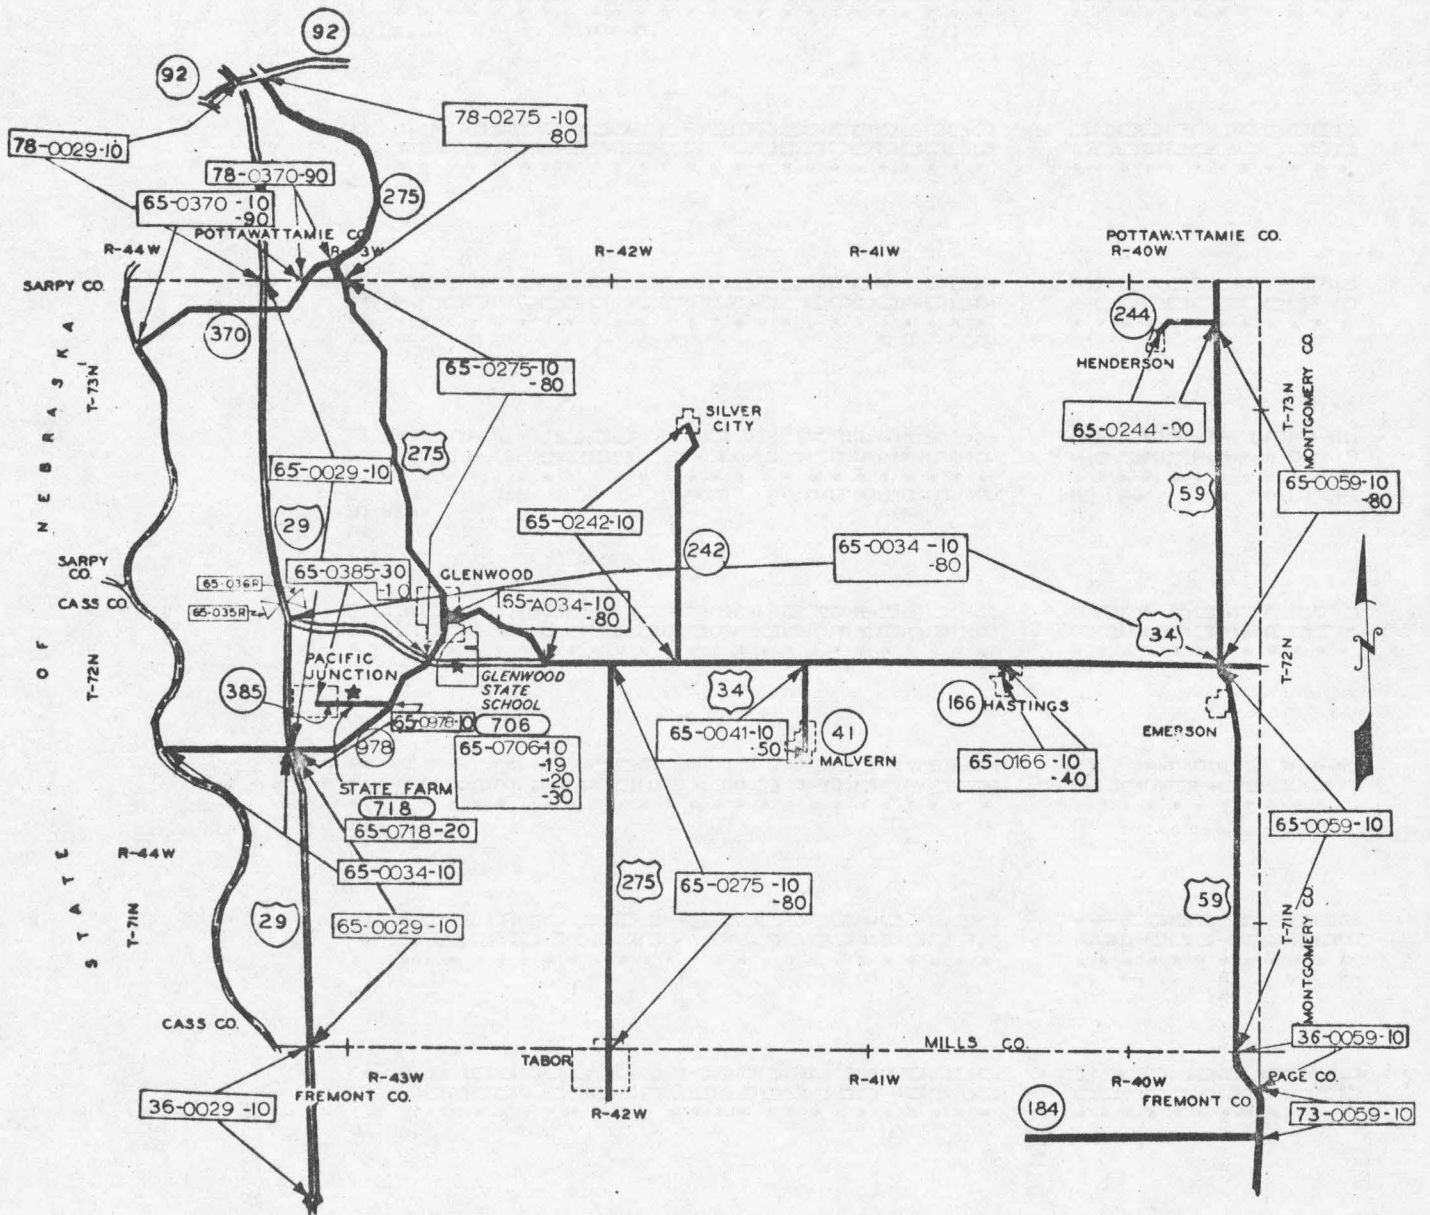 92
92
78-0275 -10
80
78-0029-10
78-0370-90
65-0370 -10
-90
275
POTTAWATTAMIE CO.
R-44W
R-42W
R-41W
POTTAWATTAMIE CO.
R-40W
SARPY CO.
370
244
HENDERSON
MONTGOMERY CO.
T-73N
T-73N
65-0275-10
-80
SILVER
CITY
65-0244-90
275
65-0029-10
59
65-0059-10
-80
65-0242-10
29
242
65-0034 -10
-80
SARPY
CO.
CASS CO.
65-036R
65-035R
65-0385-30
-10
GLENWOOD
65-A034-10
-80
34
T-72N
T-72N
PACIFIC
JUNCTION
385
GLENWOOD
STATE
SCHOOL
706
65-0978-10
978
65-0706-10
-19
-20
-30
34
65-0041-10
50
41
MALVERN
166
HASTINGS
65-0166 -10
-40
EMERSON
STATE FARM
718
65-0718-20
65-0034-10
65-0029 -10
65-0059-10
R-44W
T-71N
29
275
65-0275 -10
-80
59
T-71N
MONTGOMERY CO.
STATE OF NEBRASKA
CASS CO.
TABOR
MILLS CO.
36-0059-10
R-43W
FREMONT CO.
R-42W
R-41W
R-40W
FREMONT CO
PAGE CO.
36-0029 -10
184
73-0059-10